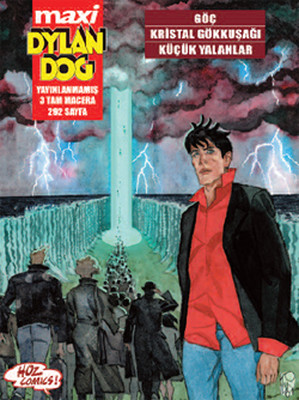 maxi
DYLAN
DOG
YAYINLANMAMIŞ
3 TAM MACERA
292 SAYFA
GÖÇ
KRİSTAL GÖKKUŞAĞI
KÜÇÜK YALANLAR
HOZ
COMICS!